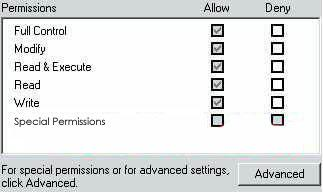 Permissions Allow Deny
Full Control
Modify
Read & Execute
Read
Write
Special Permissions
For special permissions or for advanced settings,
click Advanced.
Advanced